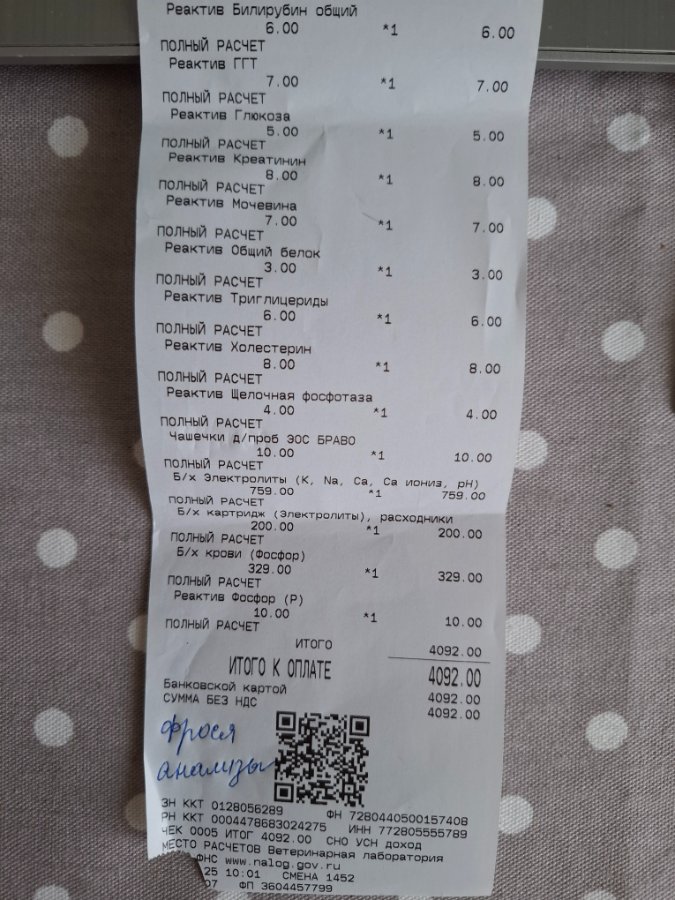 Реактив Билирубин общий
6.00 *1 6.00
ПОЛНЫЙ РАСЧЕТ
Реактив ГГТ
7.00 *1 7.00
ПОЛНЫЙ РАСЧЕТ
Реактив Глюкоза
5.00 *1 5.00
ПОЛНЫЙ РАСЧЕТ
Реактив Креатинин
8.00 *1 8.00
ПОЛНЫЙ РАСЧЕТ
Реактив Мочевина
7.00 *1 7.00
ПОЛНЫЙ РАСЧЕТ
Реактив Общий белок
3.00 *1 3.00
ПОЛНЫЙ РАСЧЕТ
Реактив Триглицериды
6.00 *1 6.00
ПОЛНЫЙ РАСЧЕТ
Реактив Холестерин
8.00 *1 8.00
ПОЛНЫЙ РАСЧЕТ
Реактив Щелочная фосфотаза
4.00 *1 4.00
ПОЛНЫЙ РАСЧЕТ
Чашечки д/проб ЭОС БРАВО
10.00 *1 10.00
ПОЛНЫЙ РАСЧЕТ
Б/х Электролиты (K, Na, Ca, Ca иониз, pH)
759.00 *1 759.00
ПОЛНЫЙ РАСЧЕТ
Б/х картридж (Электролиты), расходники
200.00 *1 200.00
ПОЛНЫЙ РАСЧЕТ
Б/х крови (Фосфор)
329.00 *1 329.00
ПОЛНЫЙ РАСЧЕТ
Реактив Фосфор (P)
10.00 *1 10.00
ПОЛНЫЙ РАСЧЕТ
ИТОГО 4092.00
ИТОГО К ОПЛАТЕ 4092.00
Банковской картой 4092.00
СУММА БЕЗ НДС 4092.00
Фрося
анализы
ЗН ККТ 0128056289 ФН 7280440500157408
РН ККТ 0004478683024275 ИНН 772805555789
ЧЕК 0005 ИТОГ 4092.00 СНО УСН ДОХОД
МЕСТО РАСЧЕТОВ Ветеринарная лаборатория
ФНС www.nalog.gov.ru
25 10:01 СМЕНА 1452
07 ФП 3604457799